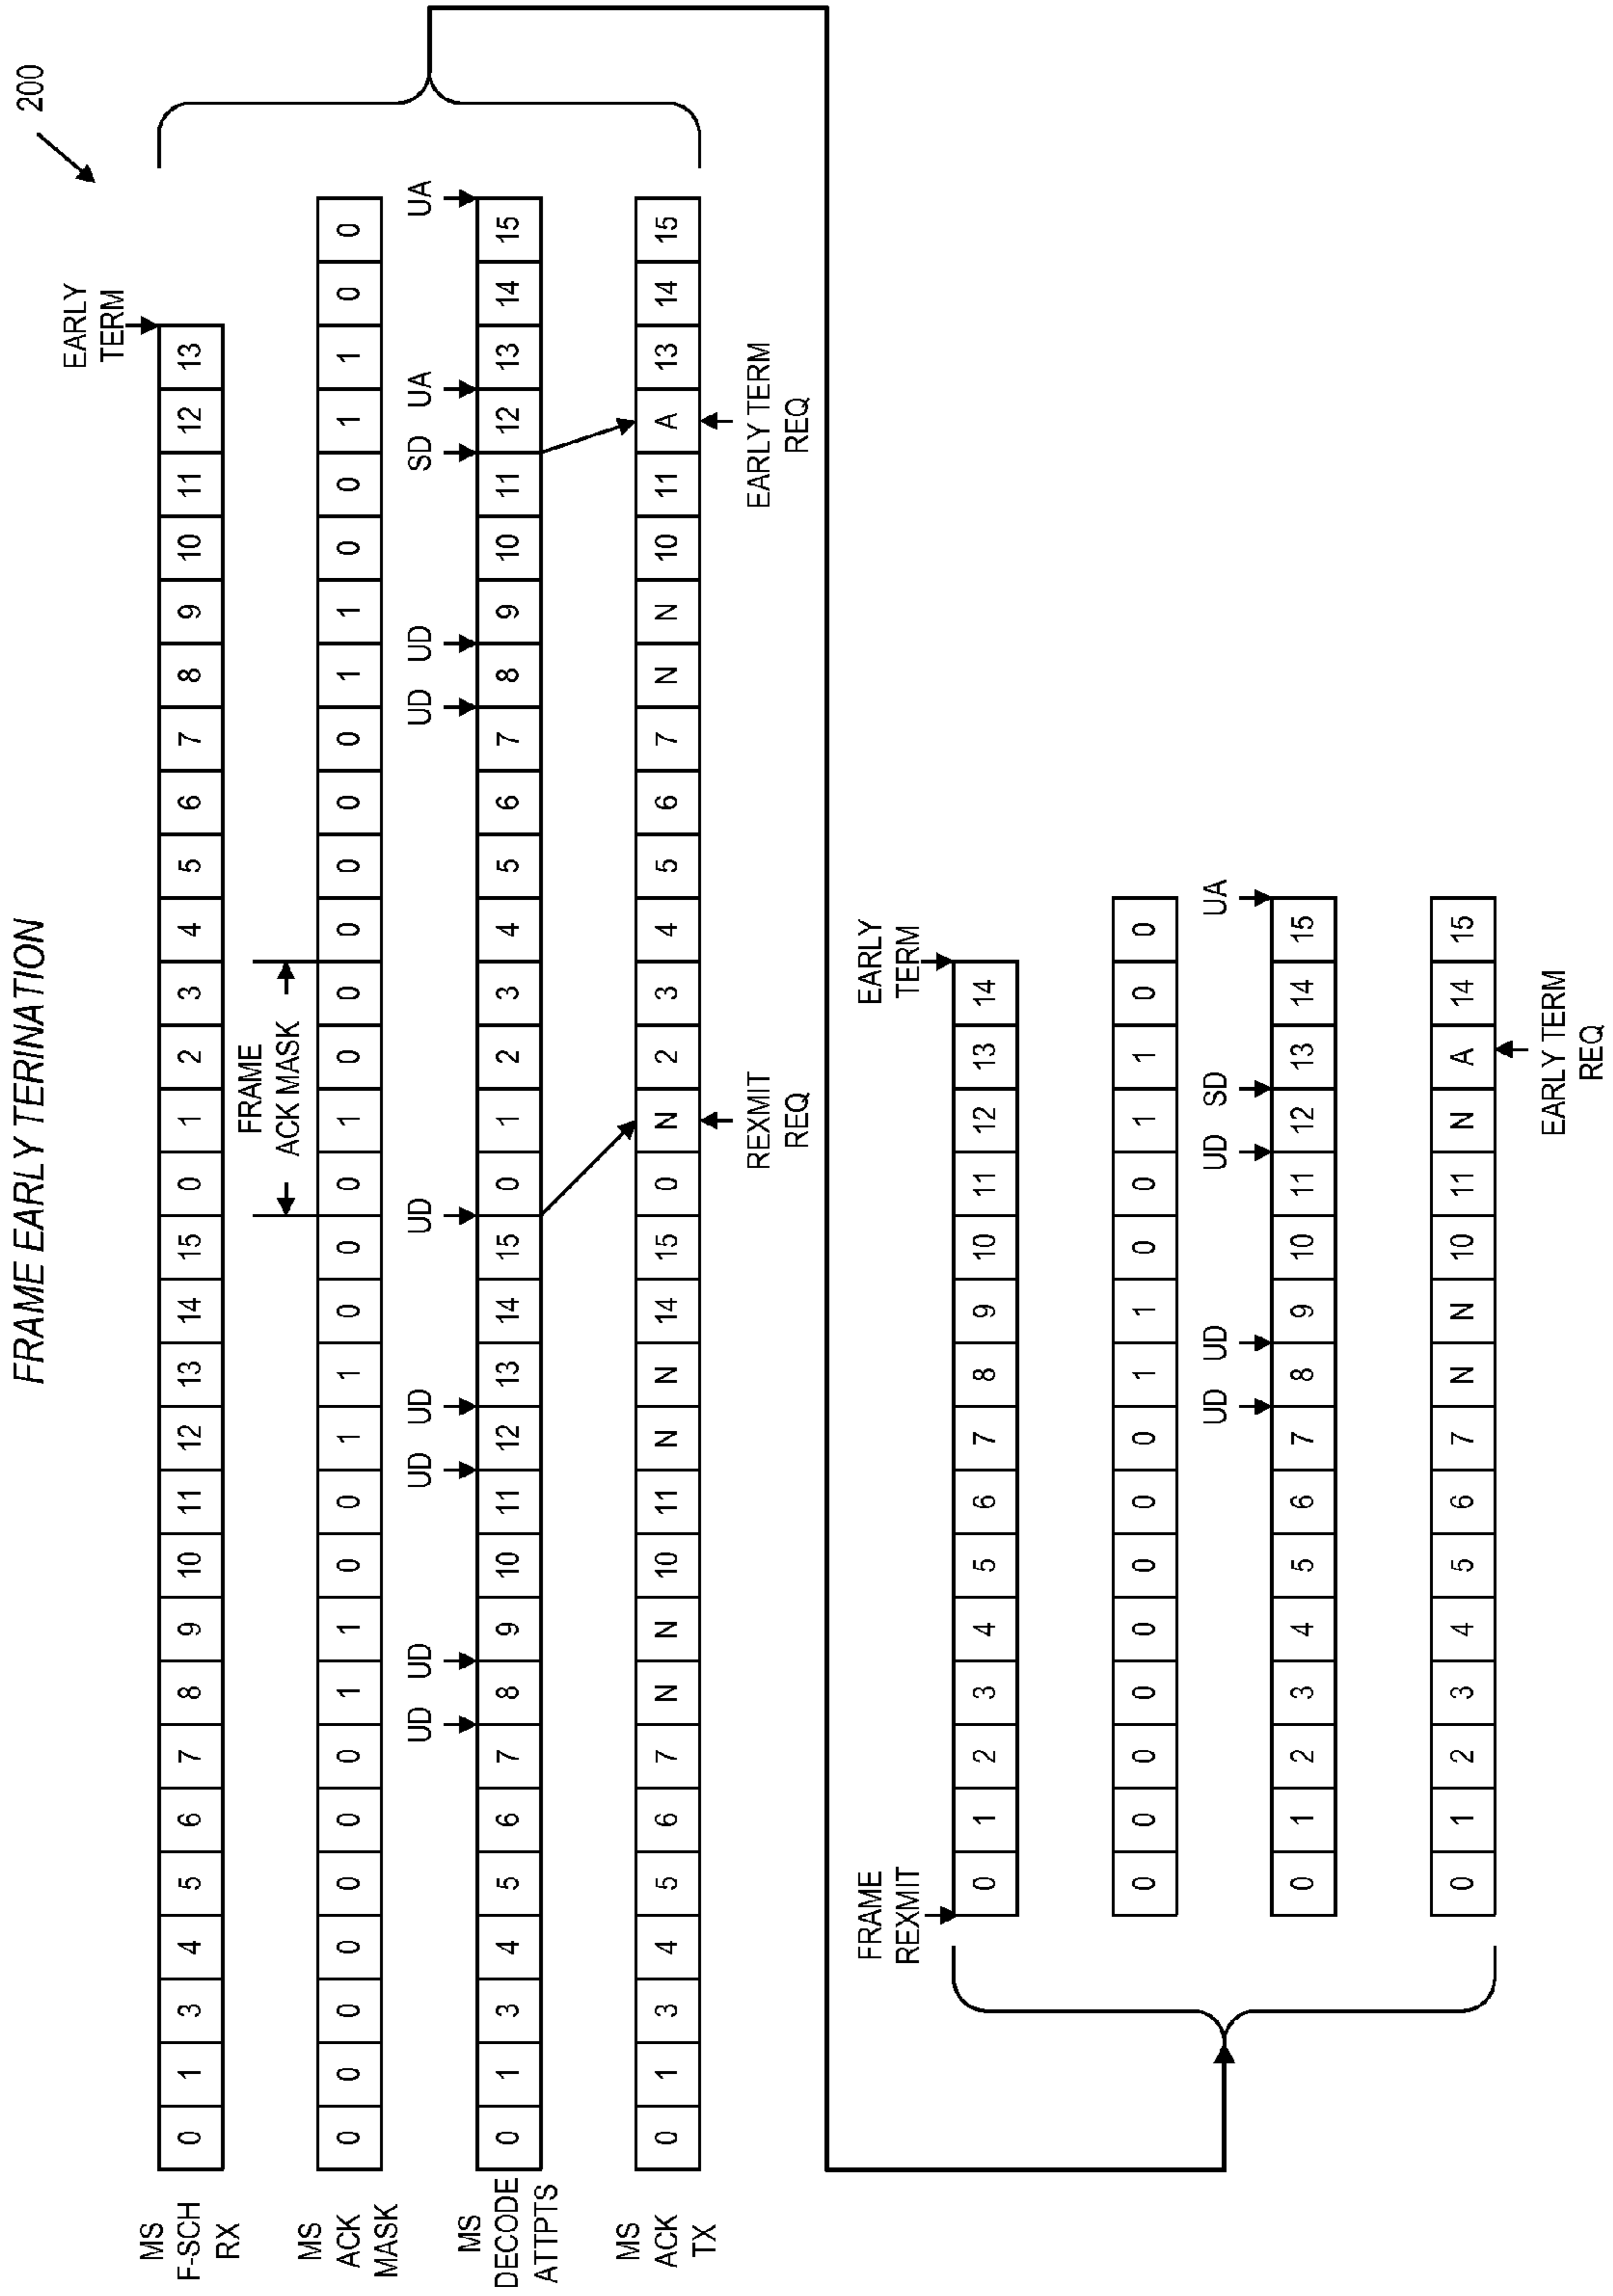 FRAME EARLY TERINATION
200
EARLY
TERM
MS
F-SCH
RX
0 1 3 4 5 6 7 8 9 10 11 12 13 14 15 0 1 2 3 4 5 6 7 8 9 10 11 12 13
FRAME
ACK MASK
MS
ACK
MASK
0 0 0 0 0 0 0 1 1 0 0 1 1 0 0 0 1 0 0 0 0 0 0 1 1 0 0 1 1 0 0
UD UD UD UD UD UD UD SD UA UA
MS
DECODE
ATTPTS
0 1 3 4 5 6 7 8 9 10 11 12 13 14 15 0 1 2 3 4 5 6 7 8 9 10 11 12 13 14 15
MS
ACK
TX
0 1 3 4 5 6 7 N N 10 11 N N 14 15 0 N 2 3 4 5 6 7 N N 10 11 A 13 14 15
REXMIT
REQ
EARLY TERM
REQ
FRAME
REXMIT
EARLY
TERM
0 1 2 3 4 5 6 7 8 9 10 11 12 13 14
0 0 0 0 0 0 0 0 1 1 0 0 1 1 0 0
UD UD UD SD UA
0 1 2 3 4 5 6 7 8 9 10 11 12 13 14 15
0 1 2 3 4 5 6 7 N N 10 11 N A 14 15
EARLY TERM
REQ